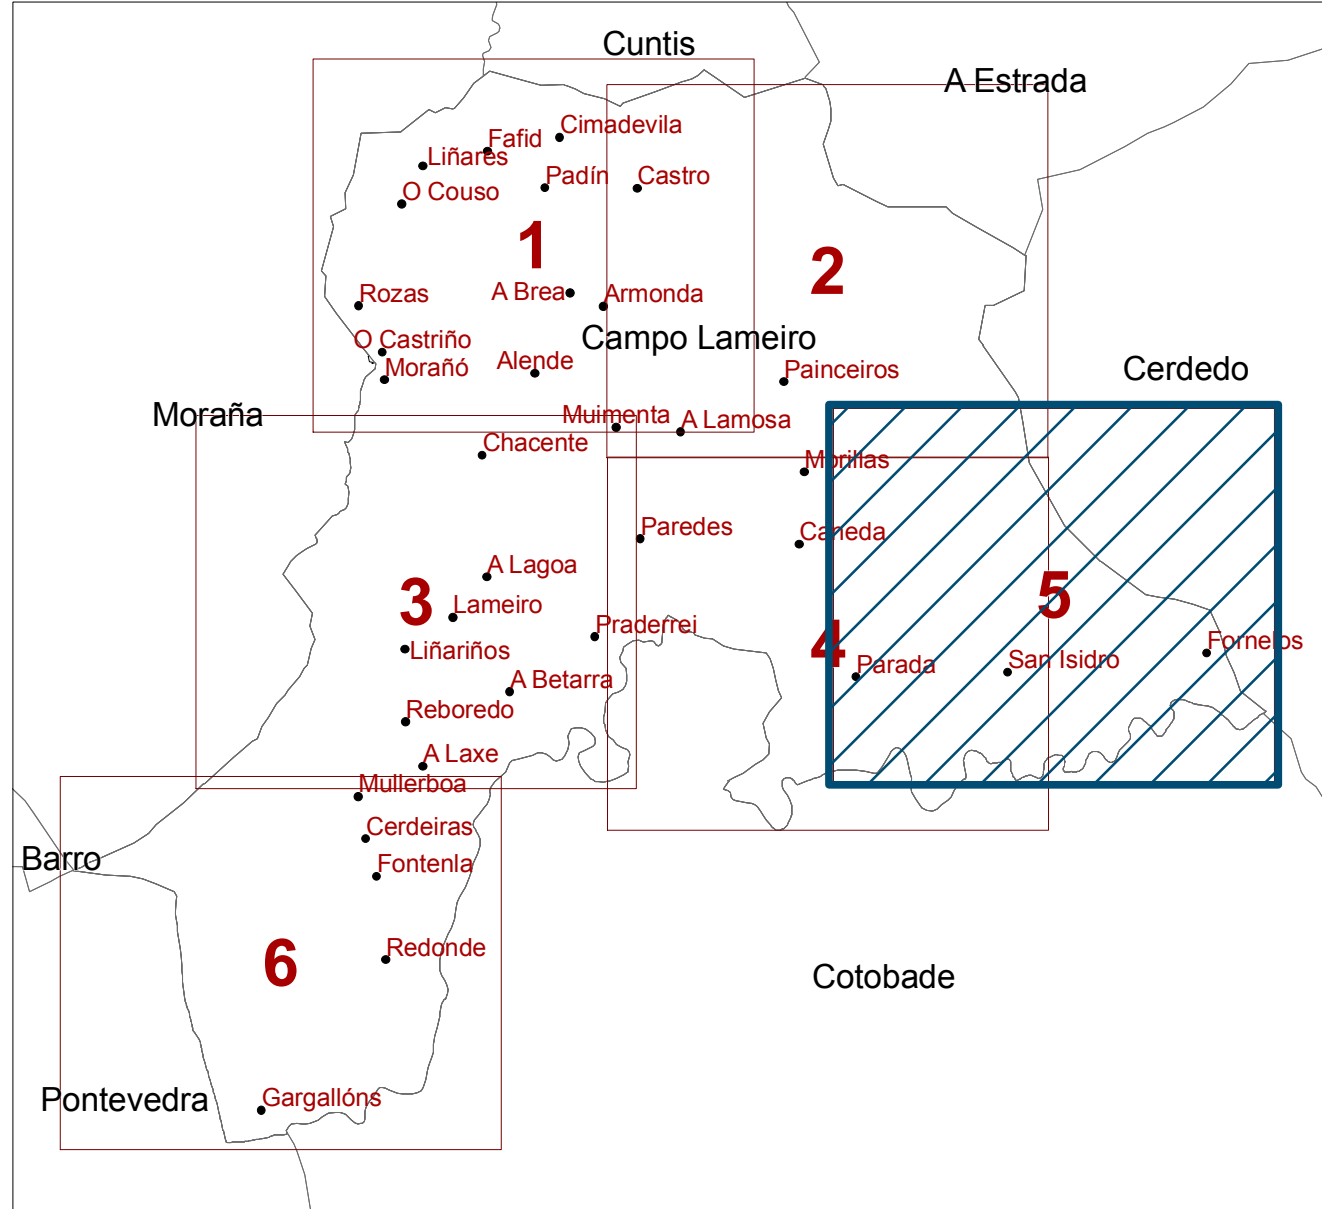 Cuntis
A Estrada
Cimadevila
Fafid
Liñares
Padín
Castro
O Couso
1
2
Rozas
A Brea
Armonda
Campo Lameiro
O Castriño
Morañó
Alende
Painceiros
Cerdedo
Moraña
Muimenta
A Lamosa
Chacente
Morillas
Paredes
Caneda
A Lagoa
3
Lameiro
5
Praderrei
4
Liñariños
Parada
San Isidro
Fornelos
A Betarra
Reboredo
A Laxe
Mullerboa
Cerdeiras
Barro
Fontenla
6
Redonde
Cotobade
Pontevedra
Gargallóns